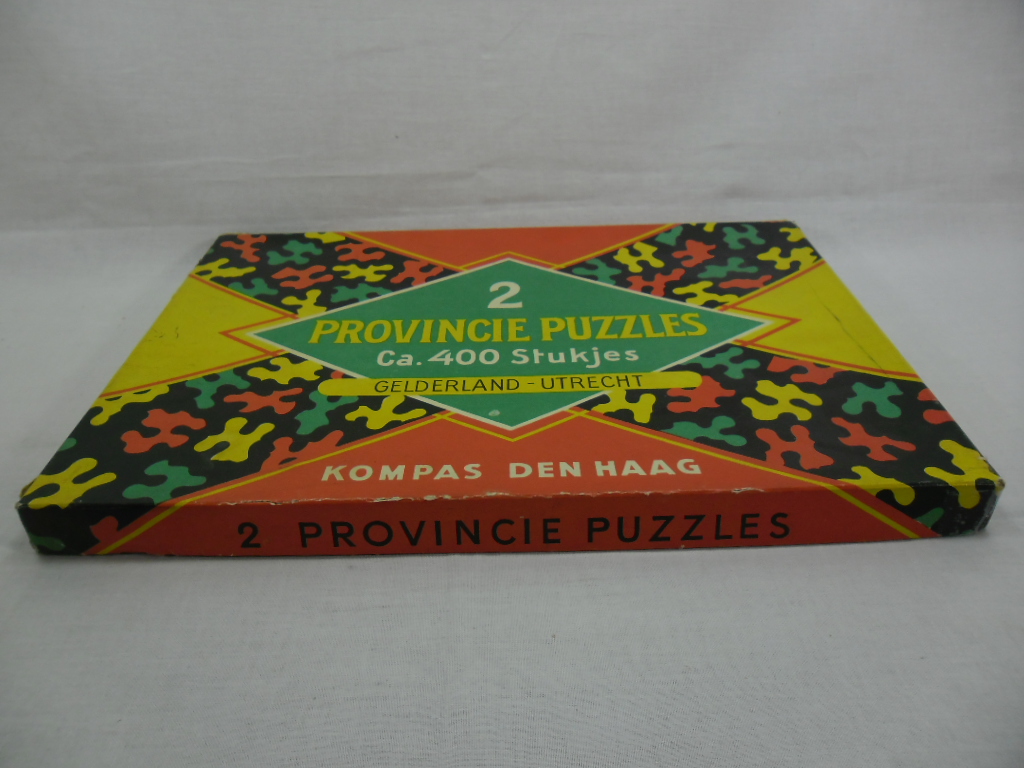 2
PROVINCIE PUZZLES
Ca. 400 Stukjes
GELDERLAND - UTRECHT
KOMPAS DEN HAAG
2 PROVINCIE PUZZLES